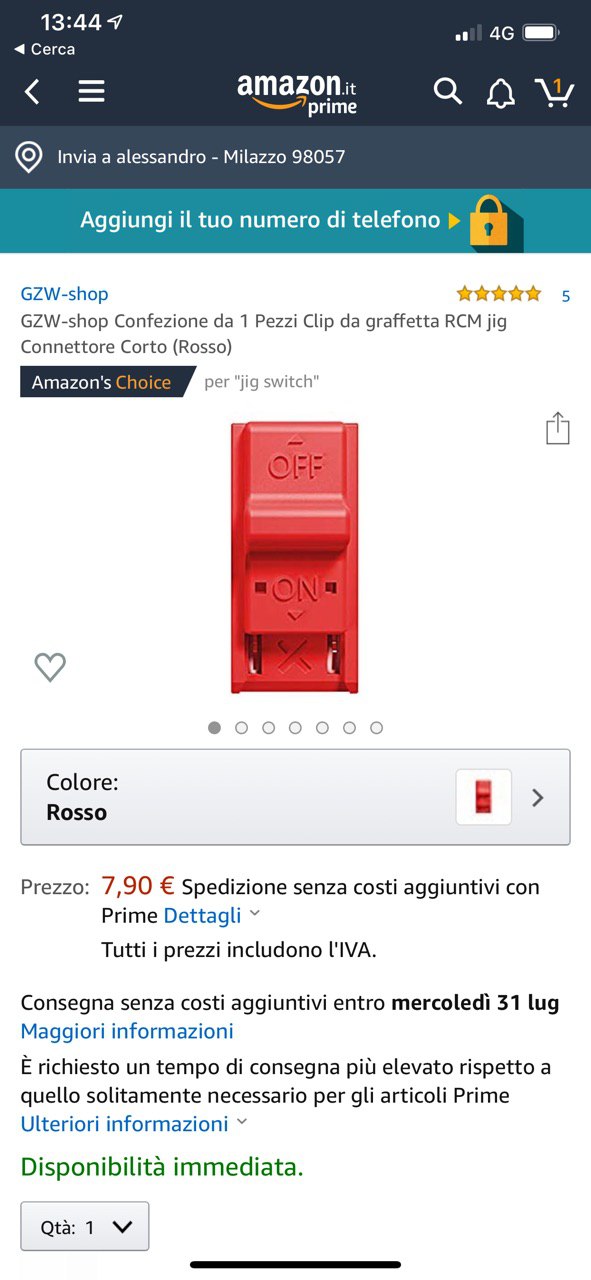 13:44
4G
◀ Cerca
amazon.it
prime
1
Invia a alessandro - Milazzo 98057
Aggiungi il tuo numero di telefono
GZW-shop
5
GZW-shop Confezione da 1 Pezzi Clip da graffetta RCM jig
Connettore Corto (Rosso)
Amazon's Choice per "jig switch"
OFF
ON
Colore:
Rosso
Prezzo: 7,90 € Spedizione senza costi aggiuntivi con
Prime Dettagli
Tutti i prezzi includono l'IVA.
Consegna senza costi aggiuntivi entro mercoledì 31 lug
Maggiori informazioni
È richiesto un tempo di consegna più elevato rispetto a
quello solitamente necessario per gli articoli Prime
Ulteriori informazioni
Disponibilità immediata.
Qtà: 1